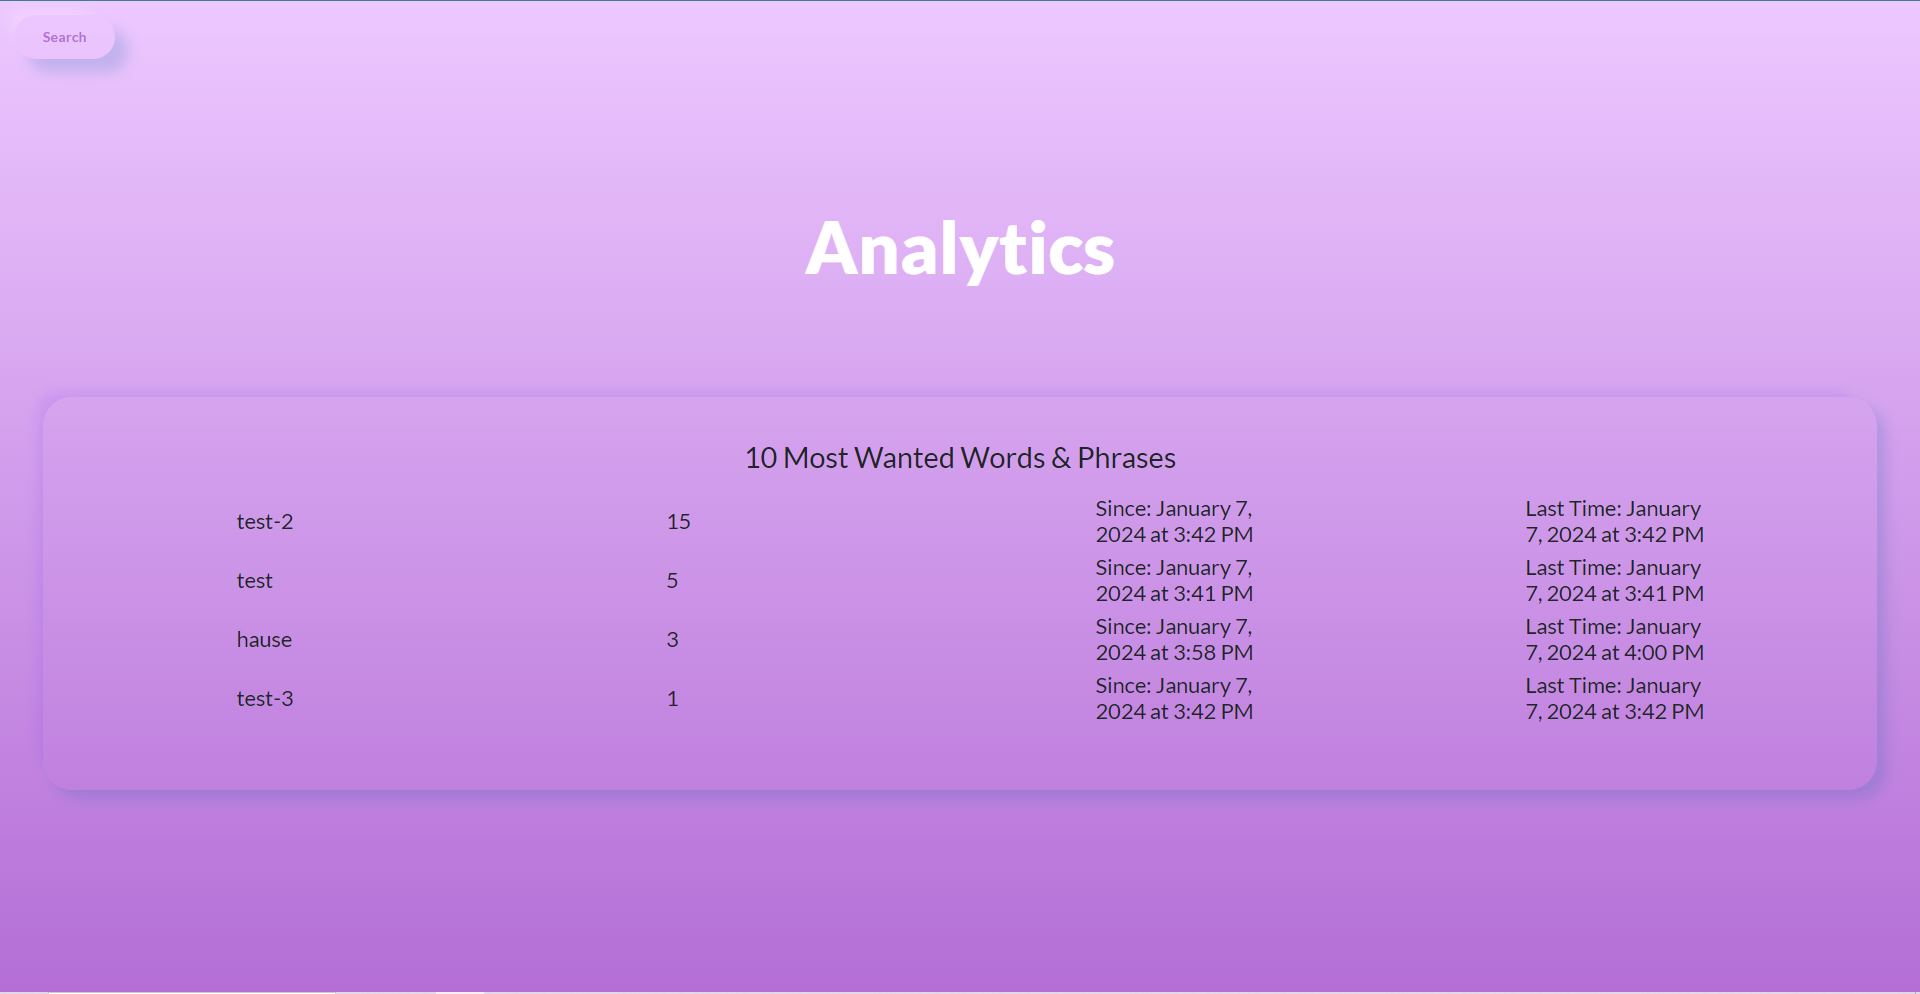 Search
Analytics
10 Most Wanted Words & Phrases
test-2
15
Since: January 7,
2024 at 3:42 PM
Last Time: January
7, 2024 at 3:42 PM
test
5
Since: January 7,
2024 at 3:41 PM
Last Time: January
7, 2024 at 3:41 PM
hause
3
Since: January 7,
2024 at 3:58 PM
Last Time: January
7, 2024 at 4:00 PM
test-3
1
Since: January 7,
2024 at 3:42 PM
Last Time: January
7, 2024 at 3:42 PM